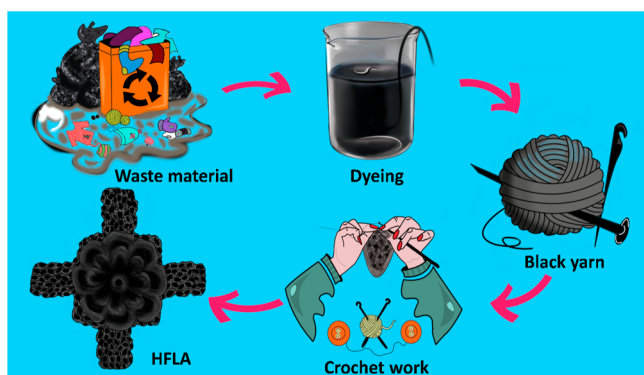 Waste material
Dyeing
Black yarn
Crochet work
HFLA